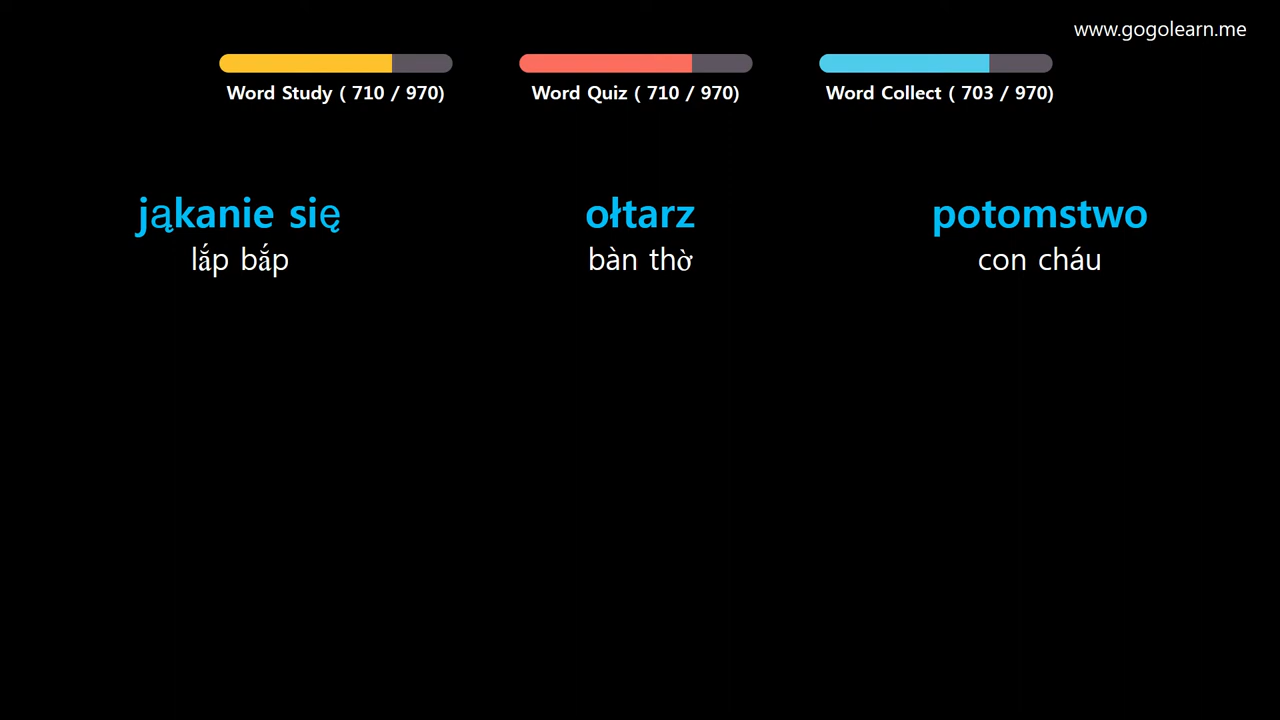 www.gogolearn.me
Word Study ( 710 / 970)
Word Quiz ( 710 / 970)
Word Collect ( 703 / 970)
jąkanie się
lắp bắp
ołtarz
bàn thờ
potomstwo
con cháu